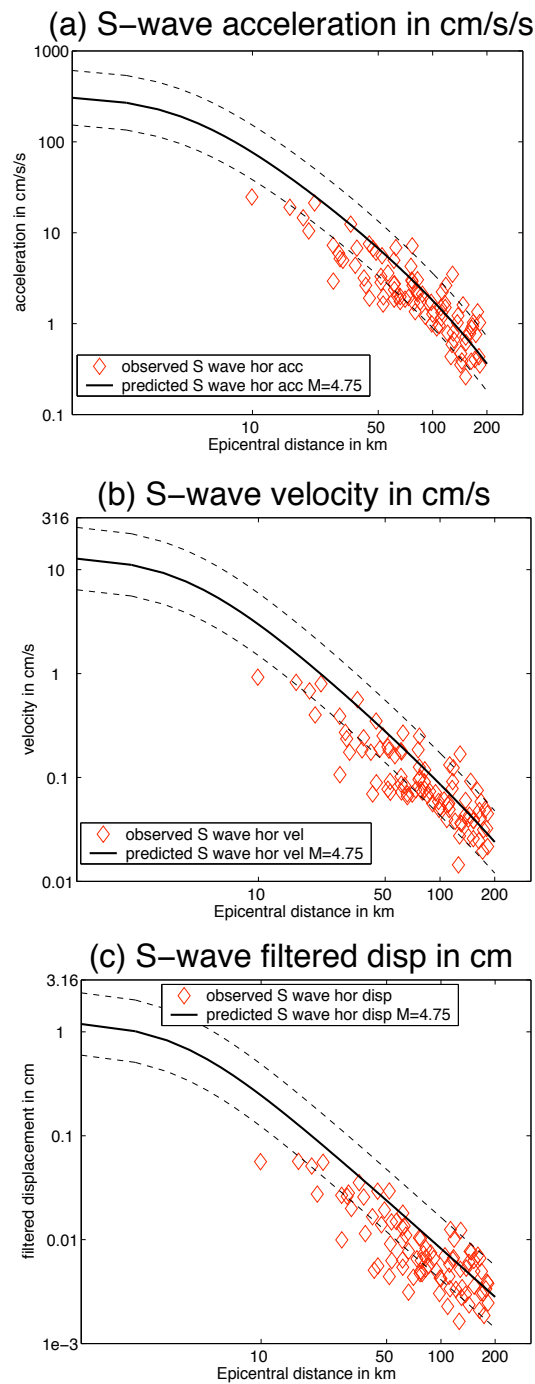 (a) S−wave acceleration in cm/s/s
1000
100
10
1
0.1
acceleration in cm/s/s
observed S wave hor acc
predicted S wave hor acc M=4.75
10 50 100 200
Epicentral distance in km
(b) S−wave velocity in cm/s
316
10
1
0.1
0.01
velocity in cm/s
observed S wave hor vel
predicted S wave hor vel M=4.75
10 50 100 200
Epicentral distance in km
(c) S−wave filtered disp in cm
3.16
1
0.1
0.01
1e−3
filtered displacement in cm
observed S wave hor disp
predicted S wave hor disp M=4.75
10 50 100 200
Epicentral distance in km